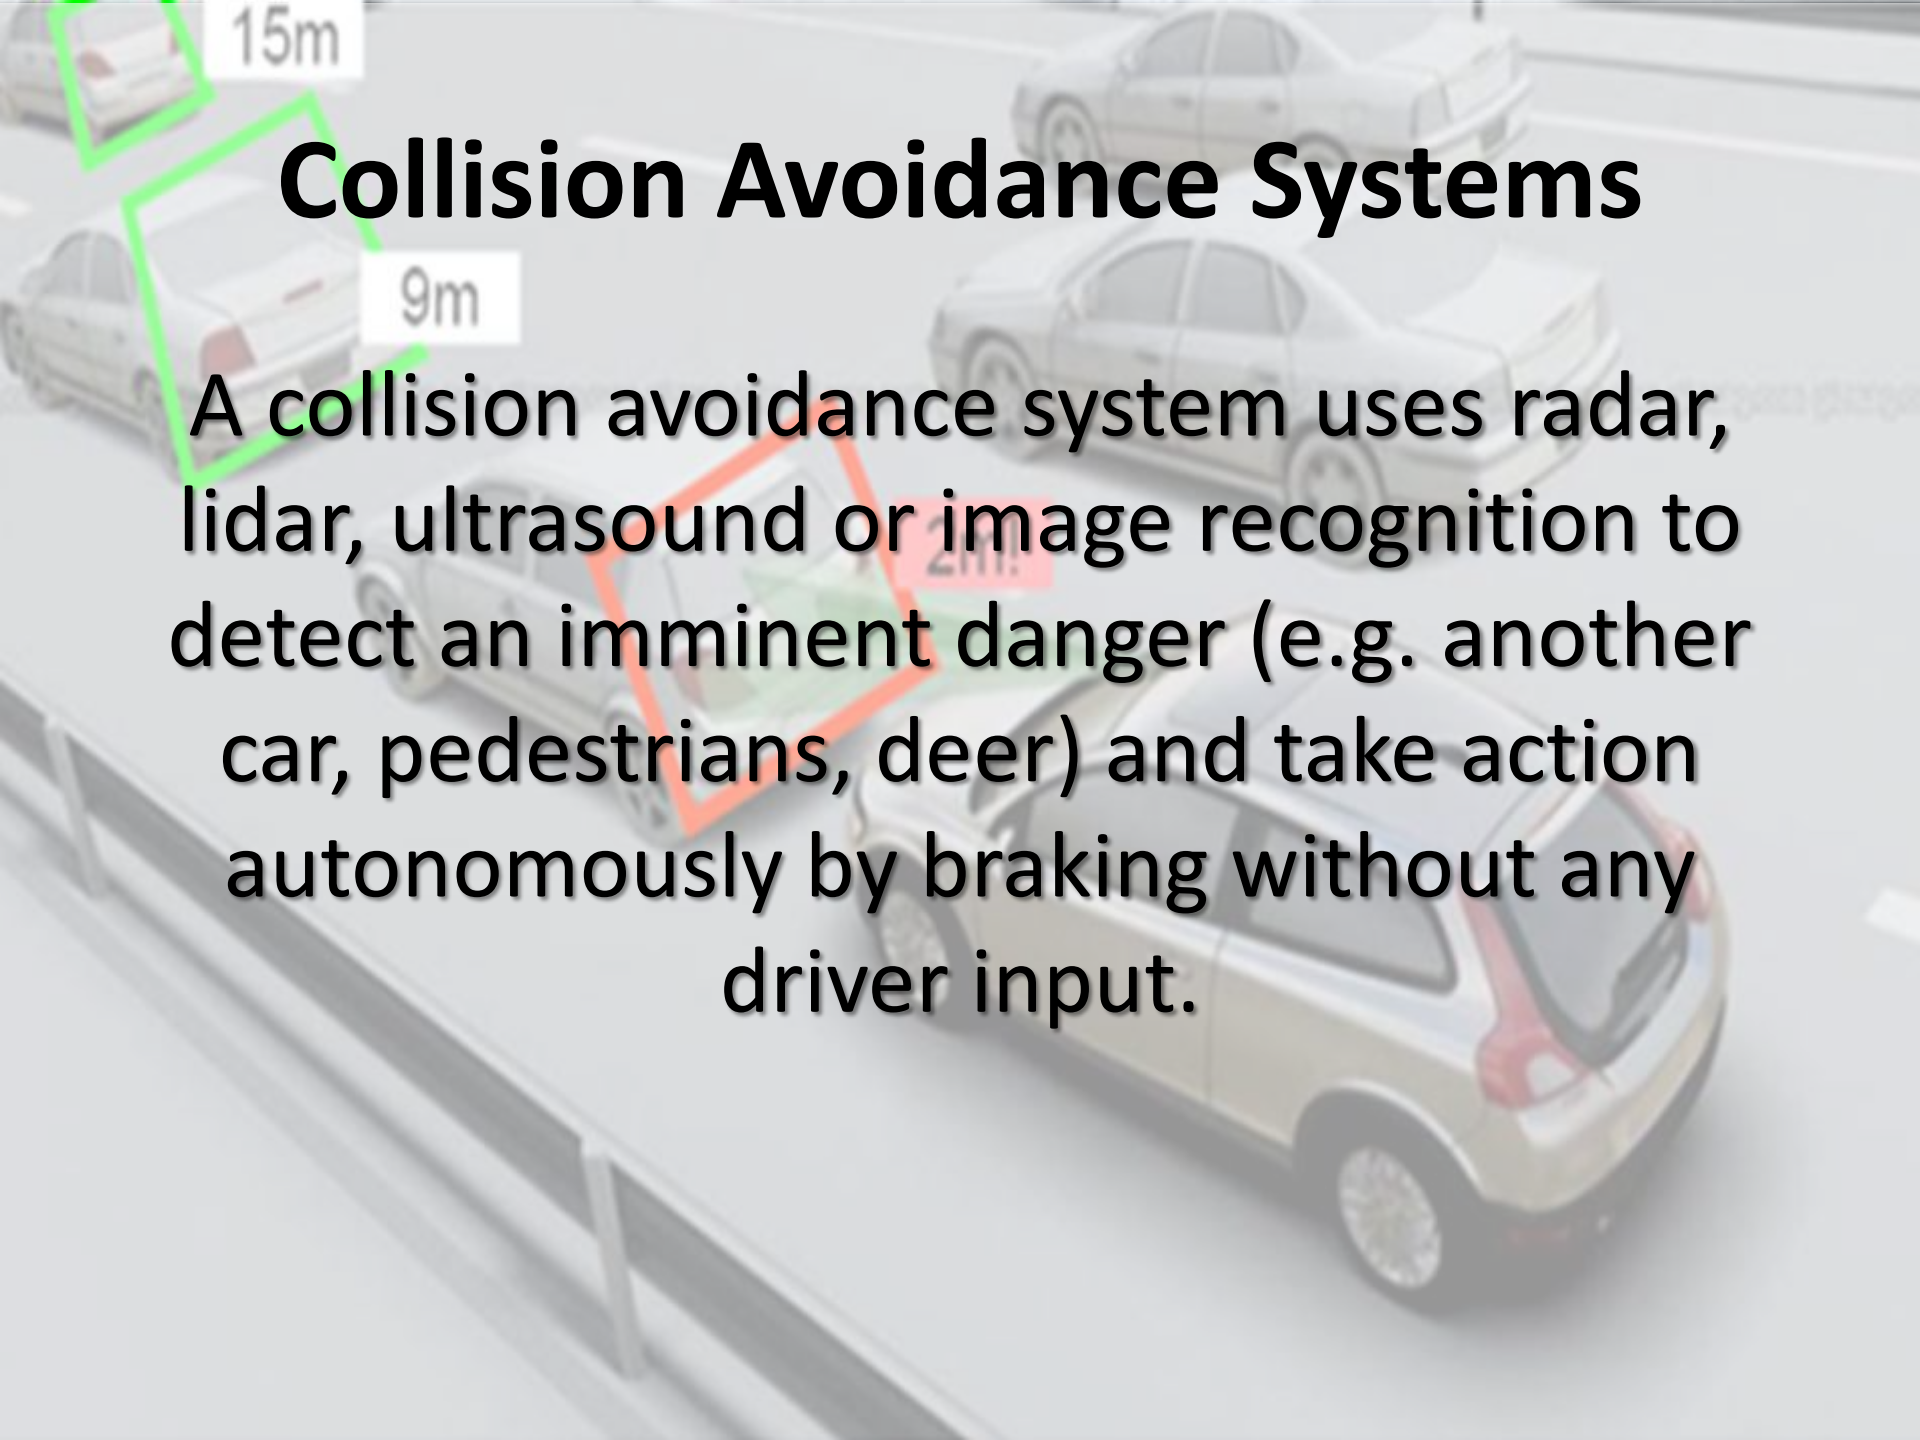 15m
Collision Avoidance Systems
9m
A collision avoidance system uses radar,
lidar, ultrasound or image recognition to
2m!
detect an imminent danger (e.g. another
car, pedestrians, deer) and take action
autonomously by braking without any
driver input.